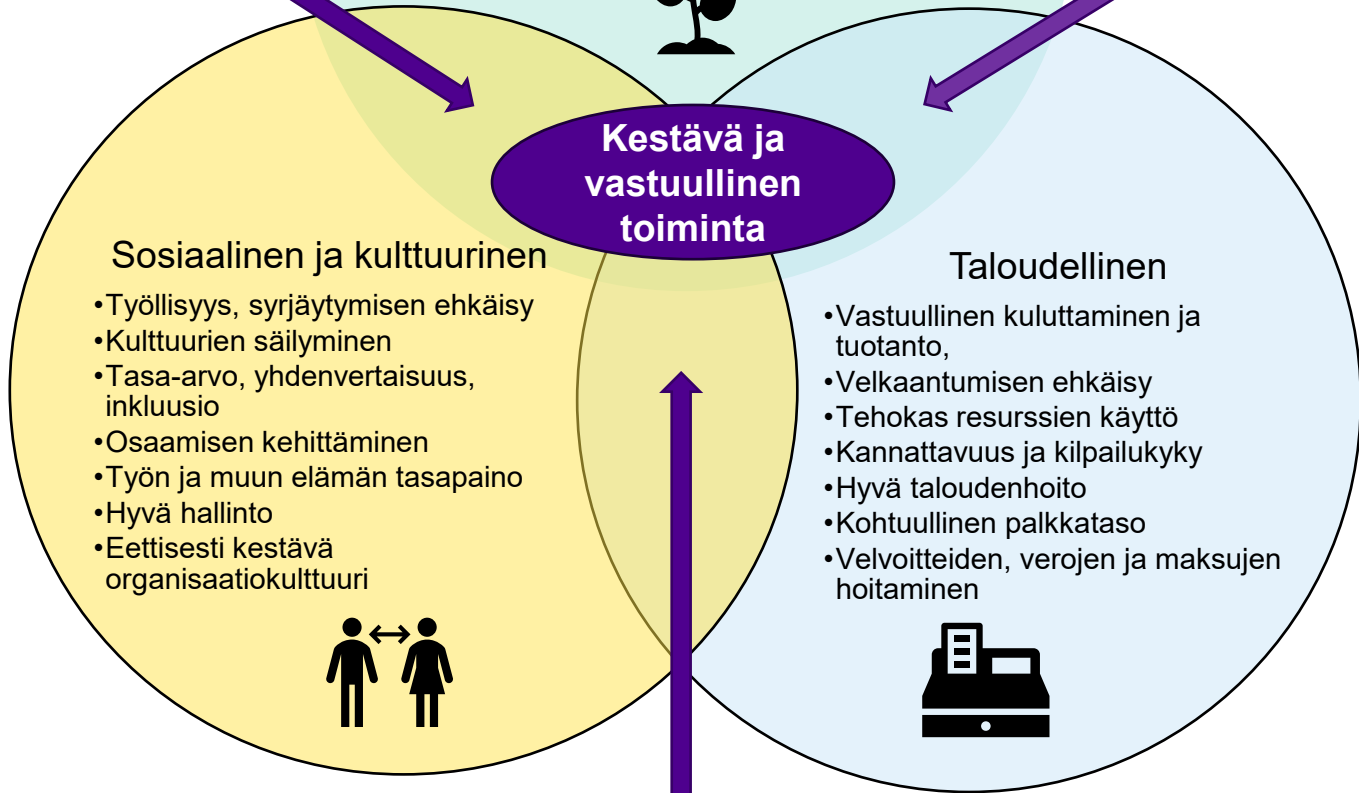 Kestävä ja
vastuullinen
toiminta
Sosiaalinen ja kulttuurinen
•Työllisyys, syrjäytymisen ehkäisy
•Kulttuurien säilyminen
•Tasa-arvo, yhdenvertaisuus,
inkluusio
•Osaamisen kehittäminen
•Työn ja muun elämän tasapaino
•Hyvä hallinto
•Eettisesti kestävä
organisaatiokulttuuri
Taloudellinen
•Vastuullinen kuluttaminen ja
tuotanto,
•Velkaantumisen ehkäisy
•Tehokas resurssien käyttö
•Kannattavuus ja kilpailukyky
•Hyvä taloudenhoito
•Kohtuullinen palkkataso
•Velvoitteiden, verojen ja maksujen
hoitaminen